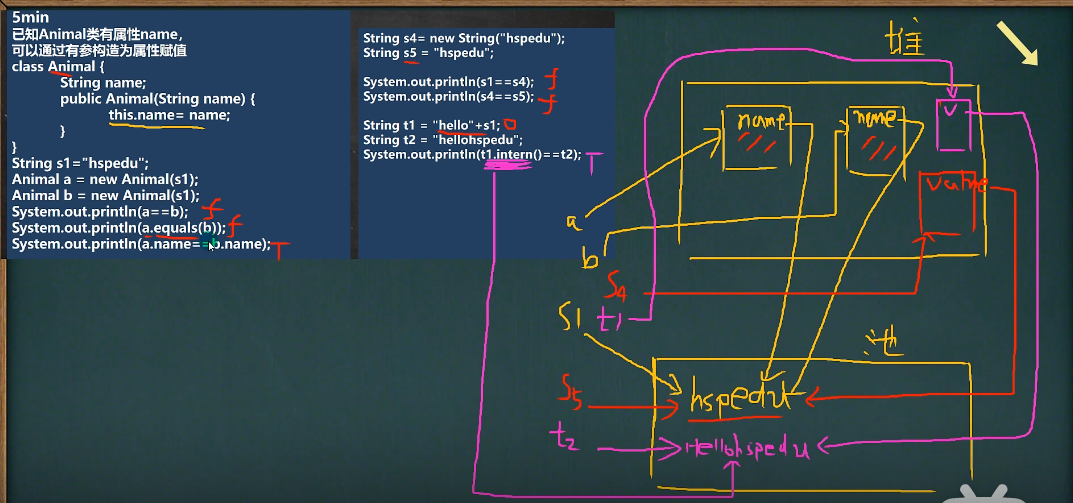 5min
已知Animal类有属性name,
可以通过有参构造为属性赋值
class Animal {
String name;
public Animal(String name) {
this.name= name;
}
}
String s1="hspedu";
Animal a = new Animal(s1);
Animal b = new Animal(s1);
System.out.println(a==b); f
System.out.println(a.equals(b)); f
System.out.println(a.name==b.name); T
String s4= new String("hspedu");
String s5 = "hspedu";
System.out.println(s1==s4); f
System.out.println(s4==s5); f
String t1 = "hello"+s1;
String t2 = "hellohspedu";
System.out.println(t1.intern()==t2); T
堆
name
name
v
value
a
b
S4
S1 t1
池
S5
hspedu
t2
Hellohspedu